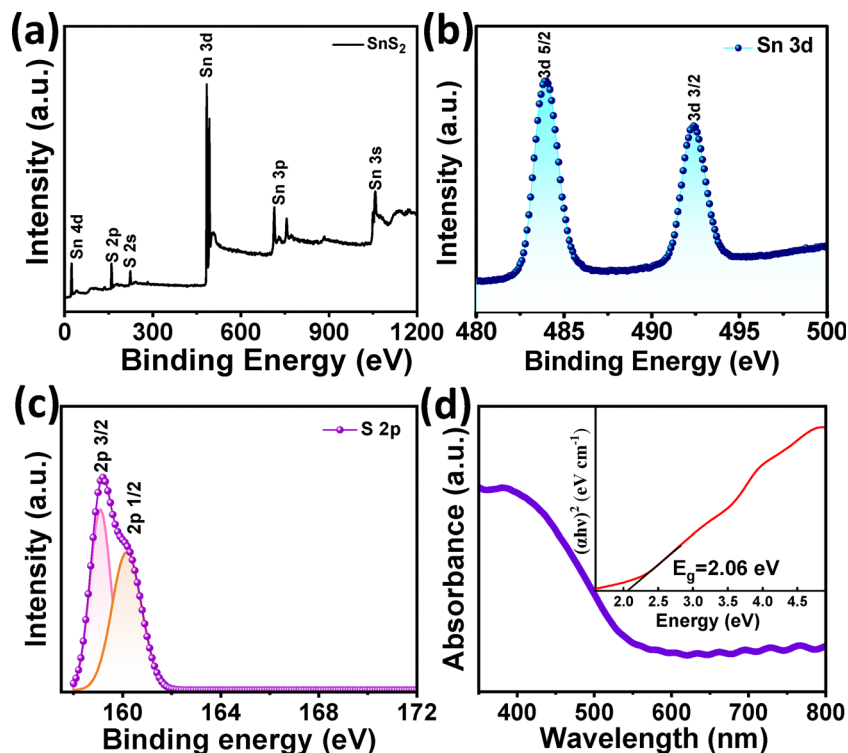 (a)
SnS₂
Sn 4d
S 2p
S 2s
Sn 3d
Sn 3p
Sn 3s
Intensity (a.u.)
0 300 600 900 1200
Binding Energy (eV)
(b)
Sn 3d
3d 5/2
3d 3/2
Intensity (a.u.)
480 485 490 495 500
Binding Energy (eV)
(c)
S 2p
2p 3/2
2p 1/2
Intensity (a.u.)
160 164 168 172
Binding energy (eV)
(d)
Absorbance (a.u.)
(αhν)² (eV cm⁻¹)
E₉=2.06 eV
2.0 2.5 3.0 3.5 4.0 4.5
Energy (eV)
400 500 600 700 800
Wavelength (nm)